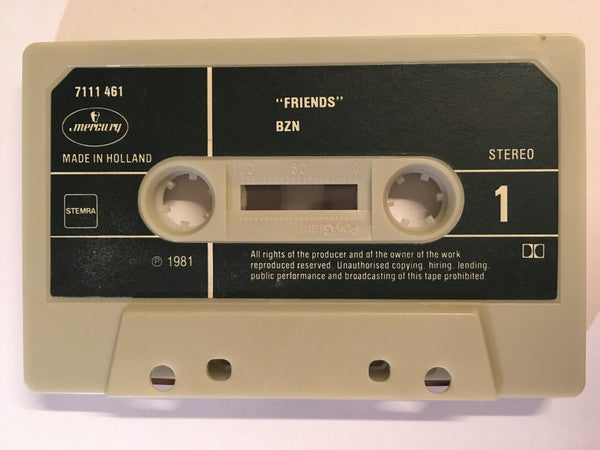 7111 461
mercury
MADE IN HOLLAND
"FRIENDS"
BZN
STEREO
100 50 0
PolyGram
STEMRA
1
℗ 1981
All rights of the producer and of the owner of the work
reproduced reserved. Unauthorised copying. hiring. lending.
public performance and broadcasting of this tape prohibited.